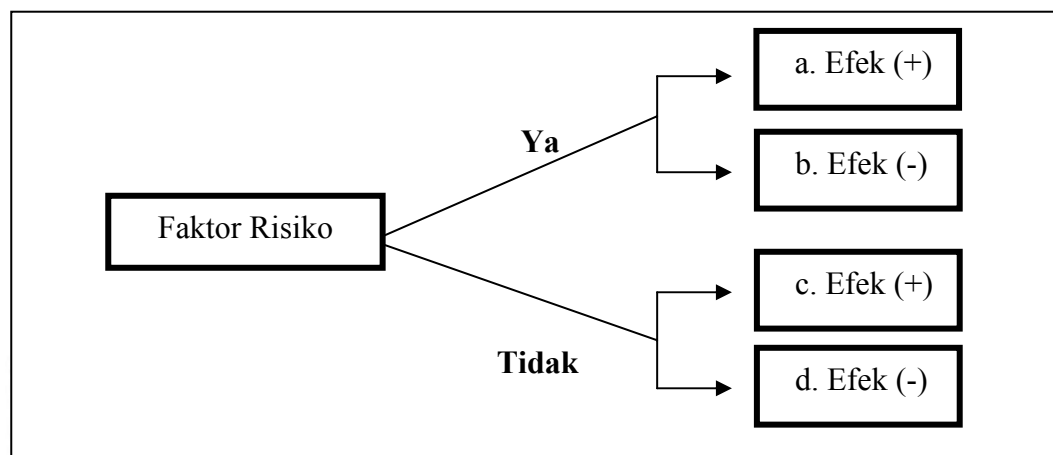 a. Efek (+)
Ya
b. Efek (-)
Faktor Risiko
c. Efek (+)
Tidak
d. Efek (-)